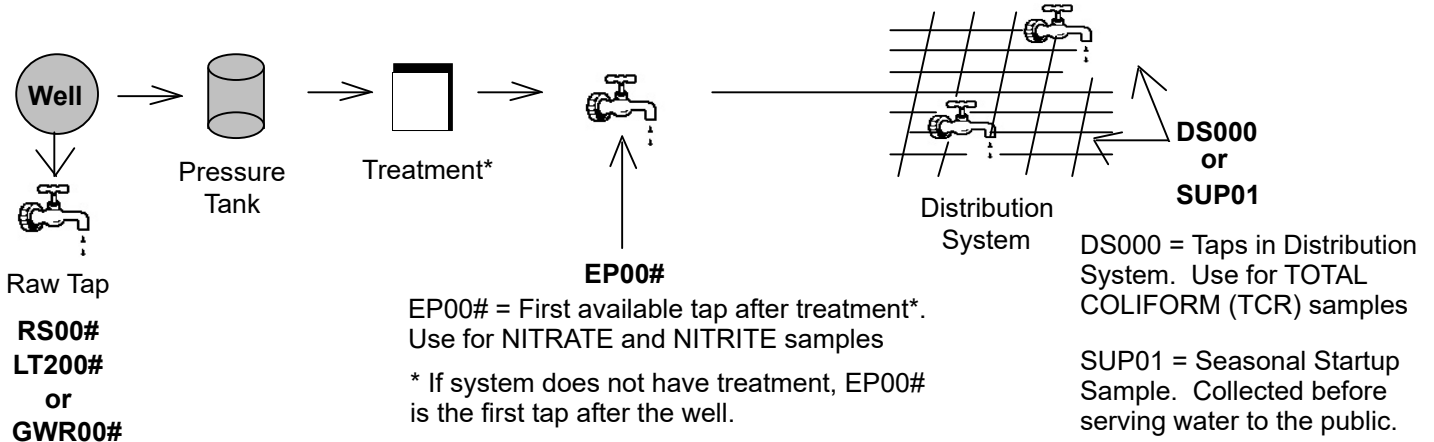 Well
Pressure
Tank
Treatment*
Raw Tap
RS00#
LT200#
or
GWR00#
EP00#
EP00# = First available tap after treatment*.
Use for NITRATE and NITRITE samples
* If system does not have treatment, EP00#
is the first tap after the well.
Distribution
System
DS000
or
SUP01
DS000 = Taps in Distribution
System. Use for TOTAL
COLIFORM (TCR) samples
SUP01 = Seasonal Startup
Sample. Collected before
serving water to the public.